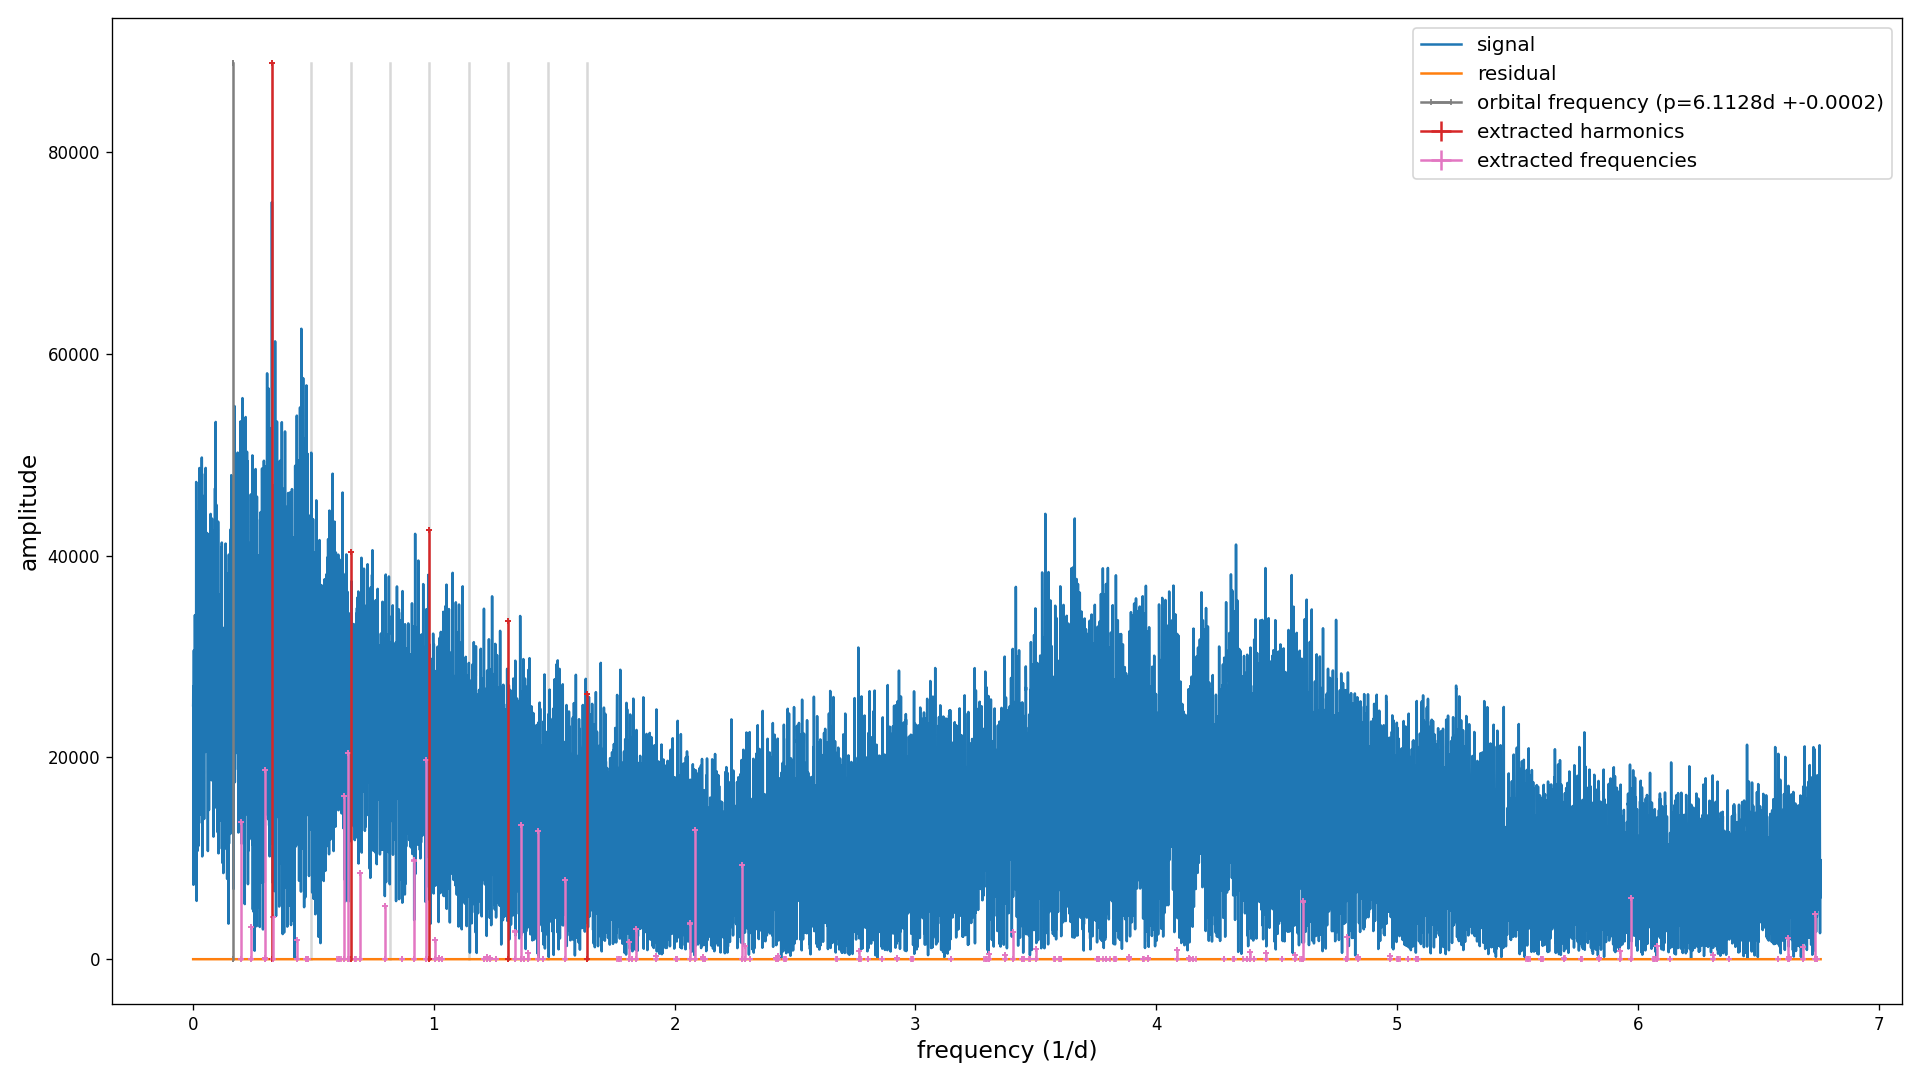 signal
residual
orbital frequency (p=6.1128d +-0.0002)
extracted harmonics
extracted frequencies
amplitude
80000
60000
40000
20000
0
0 1 2 3 4 5 6 7
frequency (1/d)